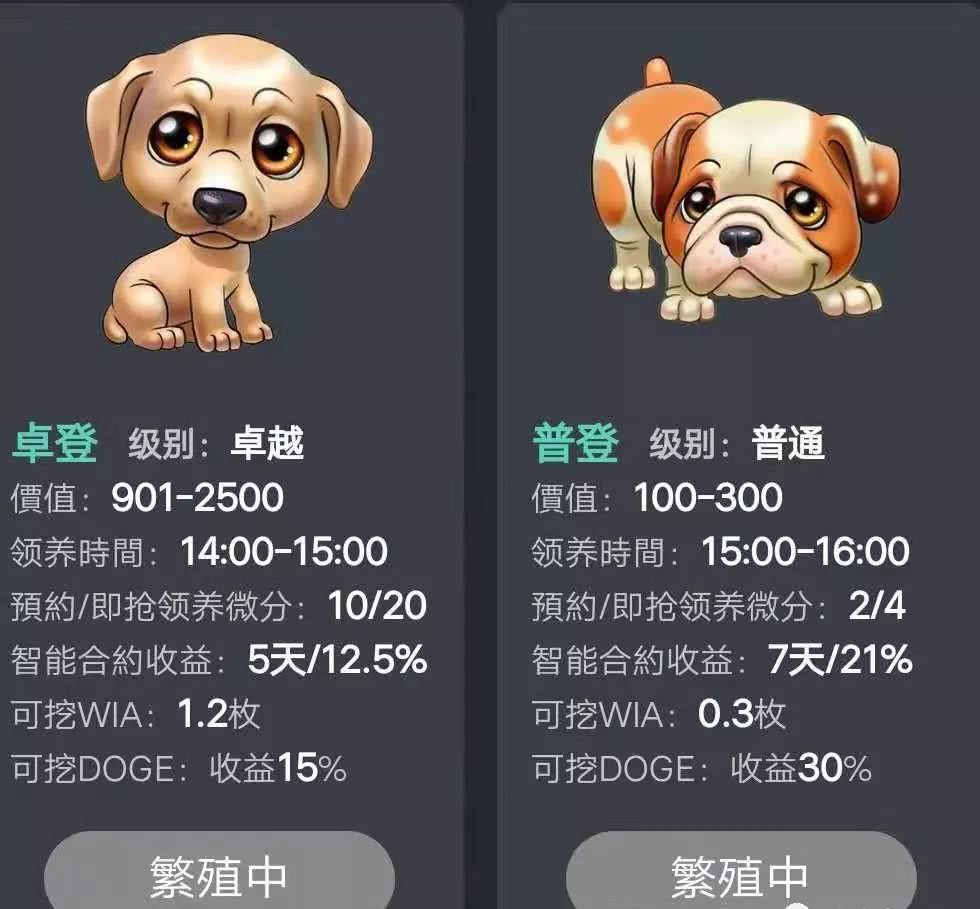 卓登 级别：卓越
價值：901-2500
领养時間：14:00-15:00
預約/即抢领养微分：10/20
智能合約收益：5天/12.5%
可挖WIA：1.2枚
可挖DOGE：收益15%
繁殖中
普登 级别：普通
價值：100-300
领养時間：15:00-16:00
預約/即抢领养微分：2/4
智能合約收益：7天/21%
可挖WIA：0.3枚
可挖DOGE：收益30%
繁殖中